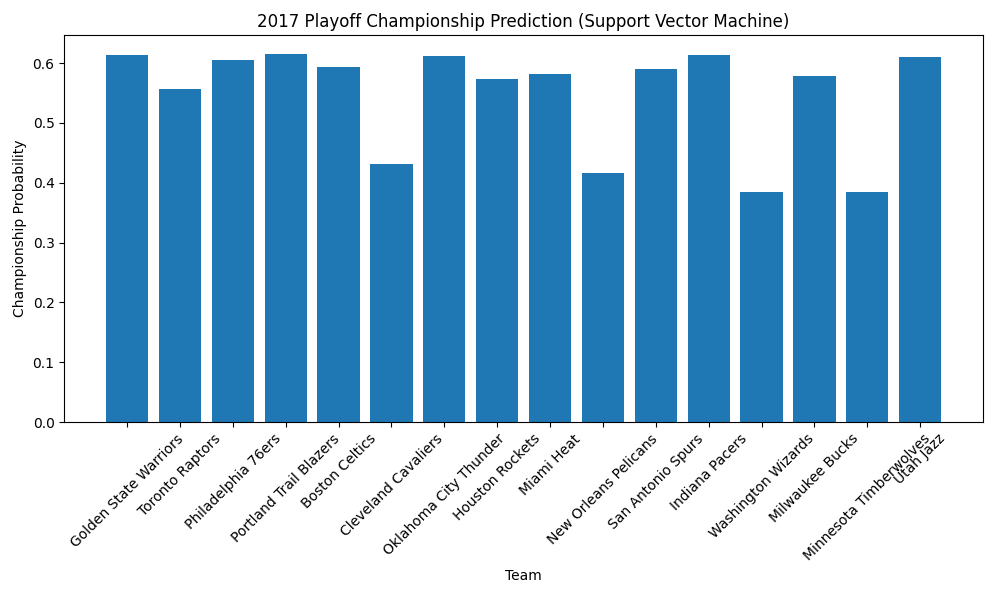 2017 Playoff Championship Prediction (Support Vector Machine)
Championship Probability
0.6
0.5
0.4
0.3
0.2
0.1
0.0
Golden State Warriors
Toronto Raptors
Philadelphia 76ers
Portland Trail Blazers
Boston Celtics
Cleveland Cavaliers
Oklahoma City Thunder
Houston Rockets
Miami Heat
New Orleans Pelicans
San Antonio Spurs
Indiana Pacers
Washington Wizards
Milwaukee Bucks
Minnesota Timberwolves
Utah Jazz
Team